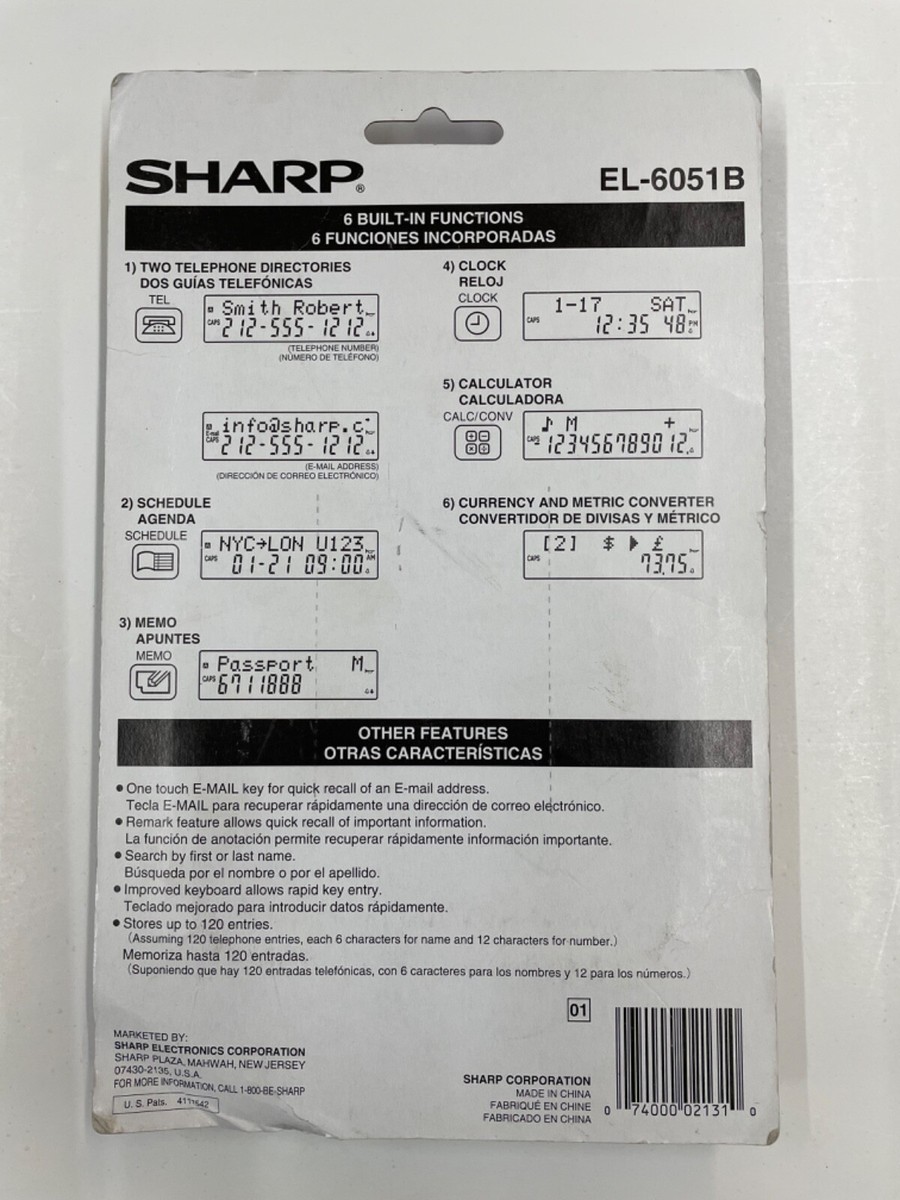 SHARP®
EL-6051B
6 BUILT-IN FUNCTIONS
6 FUNCIONES INCORPORADAS
1) TWO TELEPHONE DIRECTORIES
DOS GUÍAS TELEFÓNICAS
TEL
Smith Robert
CAPS 212-555-1212
(TELEPHONE NUMBER)
(NÚMERO DE TELÉFONO)
info@sharp.c
E-mail
CAPS 212-555-1212
(E-MAIL ADDRESS)
(DIRECCIÓN DE CORREO ELECTRÓNICO)
2) SCHEDULE
AGENDA
SCHEDULE
NYC→LON U123
CAPS 01-21 09:00 AM
3) MEMO
APUNTES
MEMO
Passport M
CAPS 6711888
4) CLOCK
RELOJ
CLOCK
1-17 SAT
CAPS 12:35 48 PM
5) CALCULATOR
CALCULADORA
CALC/CONV
♪ M +
CAPS -123456789012.
6) CURRENCY AND METRIC CONVERTER
CONVERTIDOR DE DIVISAS Y MÉTRICO
[2] $ ▶ £
CAPS 73.75
OTHER FEATURES
OTRAS CARACTERÍSTICAS
• One touch E-MAIL key for quick recall of an E-mail address.
Tecla E-MAIL para recuperar rápidamente una dirección de correo electrónico.
• Remark feature allows quick recall of important information.
La función de anotación permite recuperar rápidamente información importante.
• Search by first or last name.
Búsqueda por el nombre o por el apellido.
• Improved keyboard allows rapid key entry.
Teclado mejorado para introducir datos rápidamente.
• Stores up to 120 entries.
(Assuming 120 telephone entries, each 6 characters for name and 12 characters for number.)
Memoriza hasta 120 entradas.
(Suponiendo que hay 120 entradas telefónicas, con 6 caracteres para los nombres y 12 para los números.)
01
MARKETED BY:
SHARP ELECTRONICS CORPORATION
SHARP PLAZA, MAHWAH, NEW JERSEY
07430-2135, U.S.A.
FOR MORE INFORMATION, CALL 1-800-BE-SHARP
U. S. Pats.
SHARP CORPORATION
MADE IN CHINA
FABRIQUÉ EN CHINE
FABRICADO EN CHINA
0 74000 02131 0